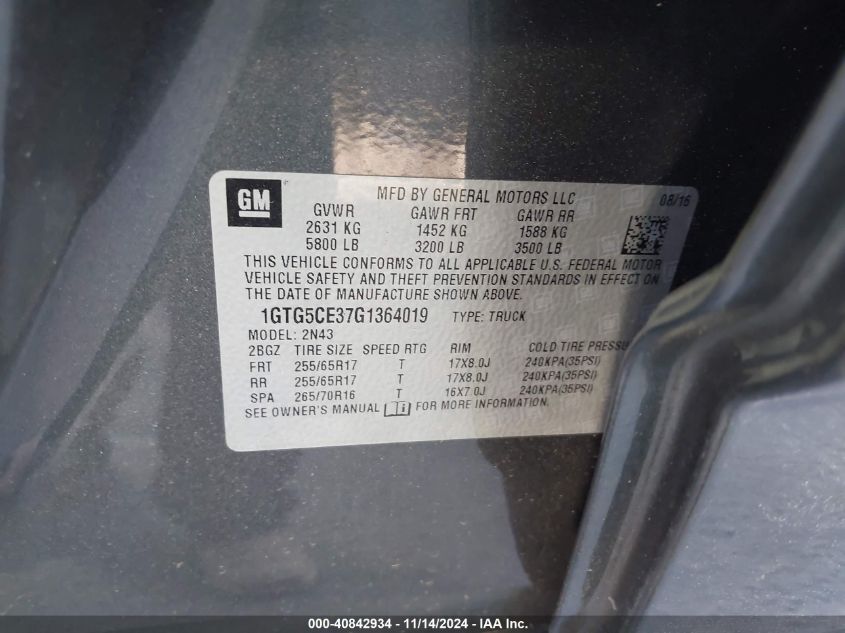 GM
MFD BY GENERAL MOTORS LLC 08/16
GVWR GAWR FRT GAWR RR
2631 KG 1452 KG 1588 KG
5800 LB 3200 LB 3500 LB
THIS VEHICLE CONFORMS TO ALL APPLICABLE U.S. FEDERAL MOTOR
VEHICLE SAFETY AND THEFT PREVENTION STANDARDS IN EFFECT ON
THE DATE OF MANUFACTURE SHOWN ABOVE.
1GTG5CE37G1364019 TYPE: TRUCK
MODEL: 2N43
2BGZ TIRE SIZE SPEED RTG RIM COLD TIRE PRESSU
FRT 255/65R17 T 17X8.0J 240KPA(35PSI)
RR 255/65R17 T 17X8.0J 240KPA(35PSI)
SPA 265/70R16 T 16X7.0J 240KPA(35PSI)
SEE OWNER'S MANUAL FOR MORE INFORMATION.
000-40842934 - 11/14/2024 - IAA Inc.